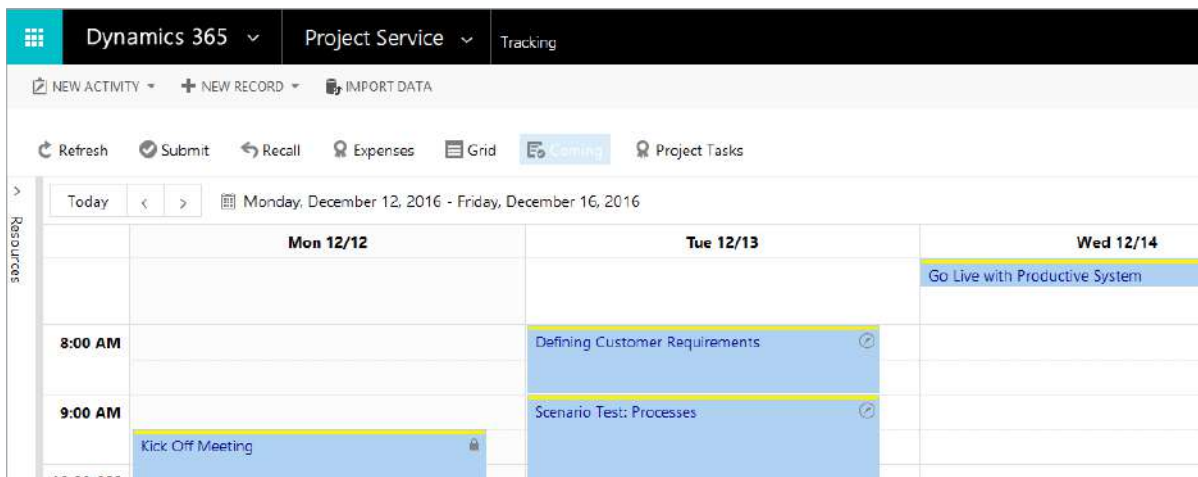 Dynamics 365 Project Service Tracking
NEW ACTIVITY NEW RECORD IMPORT DATA
Refresh Submit Recall Expenses Grid Coming Project Tasks
Today Monday, December 12, 2016 - Friday, December 16, 2016
Resources
Mon 12/12 Tue 12/13 Wed 12/14
Go Live with Productive System
8:00 AM Defining Customer Requirements
9:00 AM Scenario Test: Processes
Kick Off Meeting